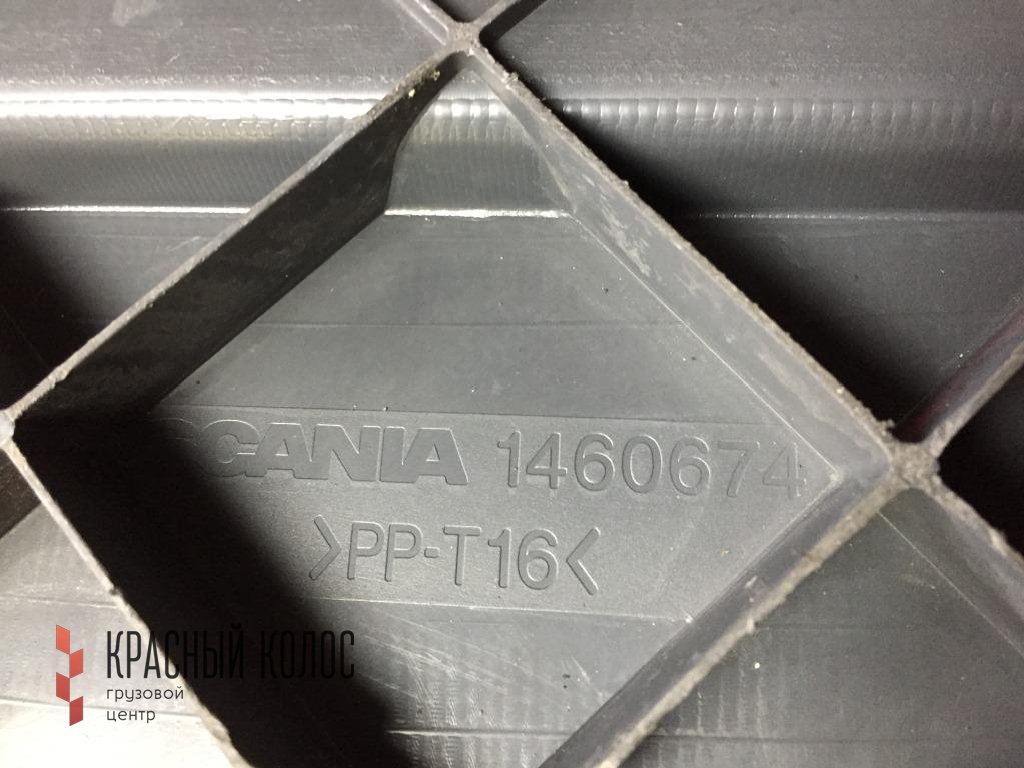 SCANIA 1460674
>PP-T16<
КРАСНЫЙ КОЛОС
грузовой
центр